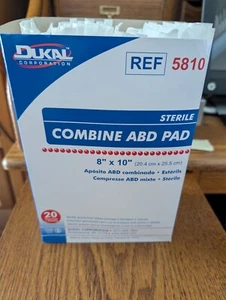 DUKAL
CORPORATION
REF 5810
STERILE
COMBINE ABD PAD
8" x 10" (20,4 cm x 25,5 cm)
Apósito ABD combinado • Estéril
Compresse ABD mixte • Stérile
20